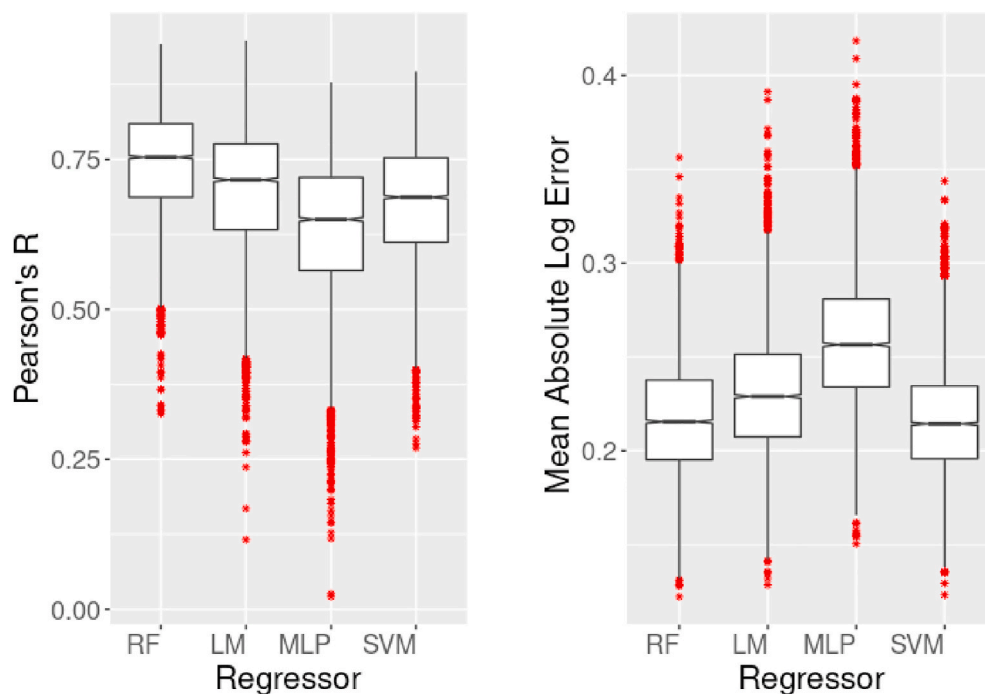 Pearson's R
0.75
0.50
0.25
0.00
RF LM MLP SVM
Regressor
Mean Absolute Log Error
0.4
0.3
0.2
RF LM MLP SVM
Regressor